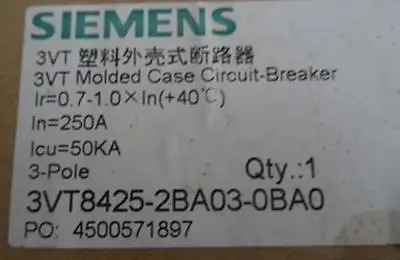 SIEMENS
3VT 塑料外壳式断路器
3VT Molded Case Circuit-Breaker
Ir=0.7-1.0×In(+40℃)
In=250A
Icu=50KA
3-Pole Qty.:1
3VT8425-2BA03-0BA0
PO: 4500571897